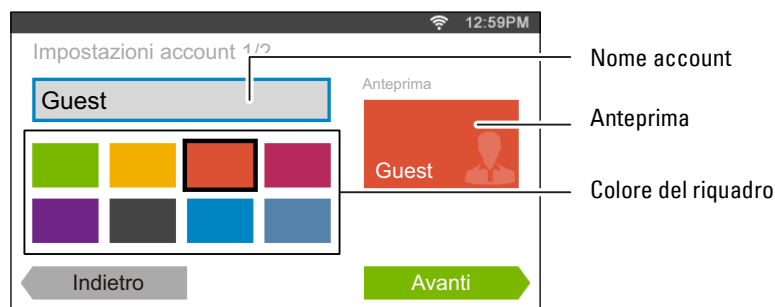 12:59PM
Impostazioni account 1/2
Nome account
Guest
Anteprima
Anteprima
Guest
Colore del riquadro
Indietro
Avanti